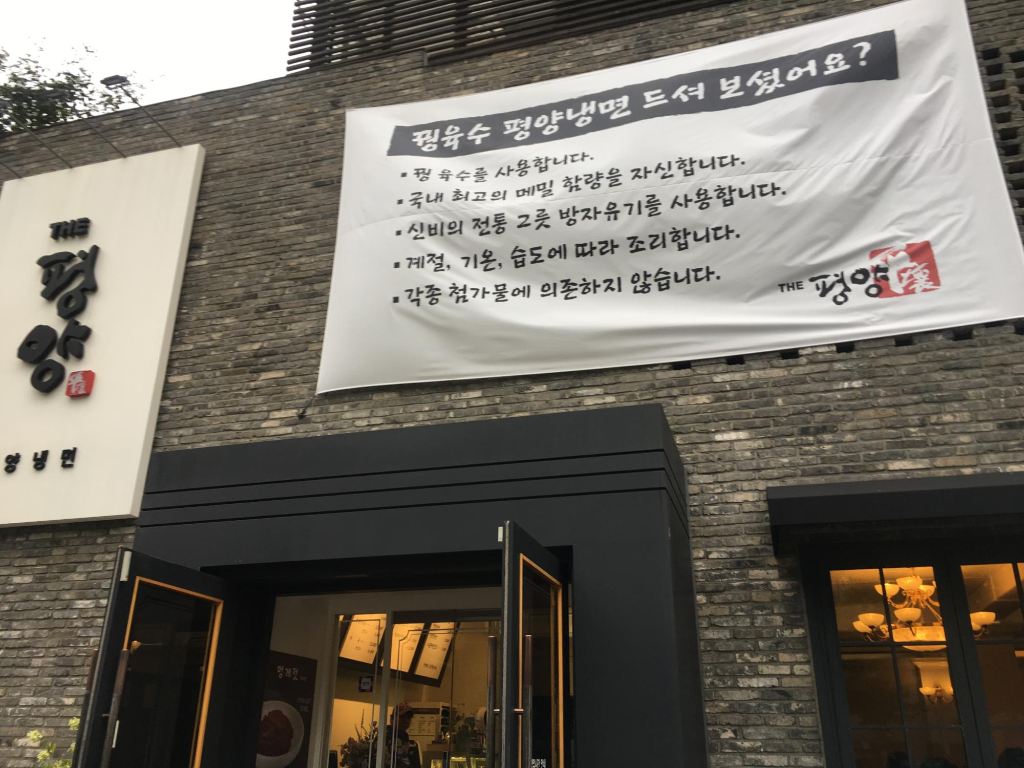 THE
평양
양냉면
꿩육수 평양냉면 드셔 보셨어요?
▪ 꿩 육수를 사용합니다.
▪ 국내 최고의 메밀 함량을 자신합니다.
▪ 신비의 전통 그릇 방자유기를 사용합니다.
▪ 계절, 기온, 습도에 따라 조리합니다.
▪ 각종 첨가물에 의존하지 않습니다.
THE 평양